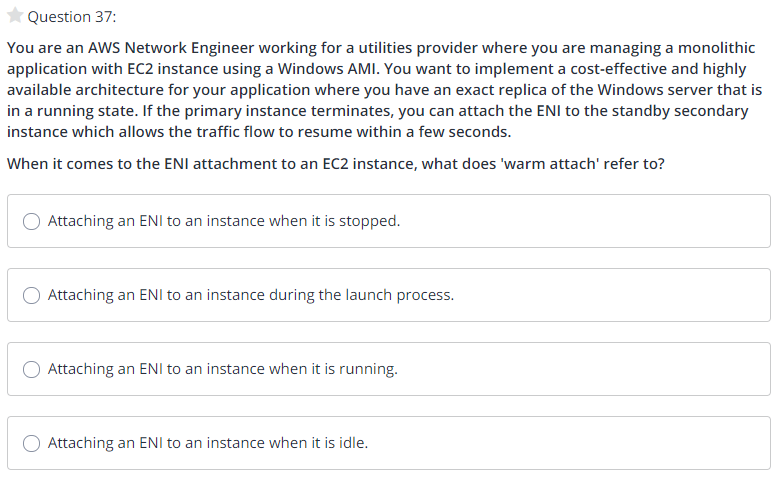 Question 37:
You are an AWS Network Engineer working for a utilities provider where you are managing a monolithic
application with EC2 instance using a Windows AMI. You want to implement a cost-effective and highly
available architecture for your application where you have an exact replica of the Windows server that is
in a running state. If the primary instance terminates, you can attach the ENI to the standby secondary
instance which allows the traffic flow to resume within a few seconds.
When it comes to the ENI attachment to an EC2 instance, what does 'warm attach' refer to?
Attaching an ENI to an instance when it is stopped.
Attaching an ENI to an instance during the launch process.
Attaching an ENI to an instance when it is running.
Attaching an ENI to an instance when it is idle.